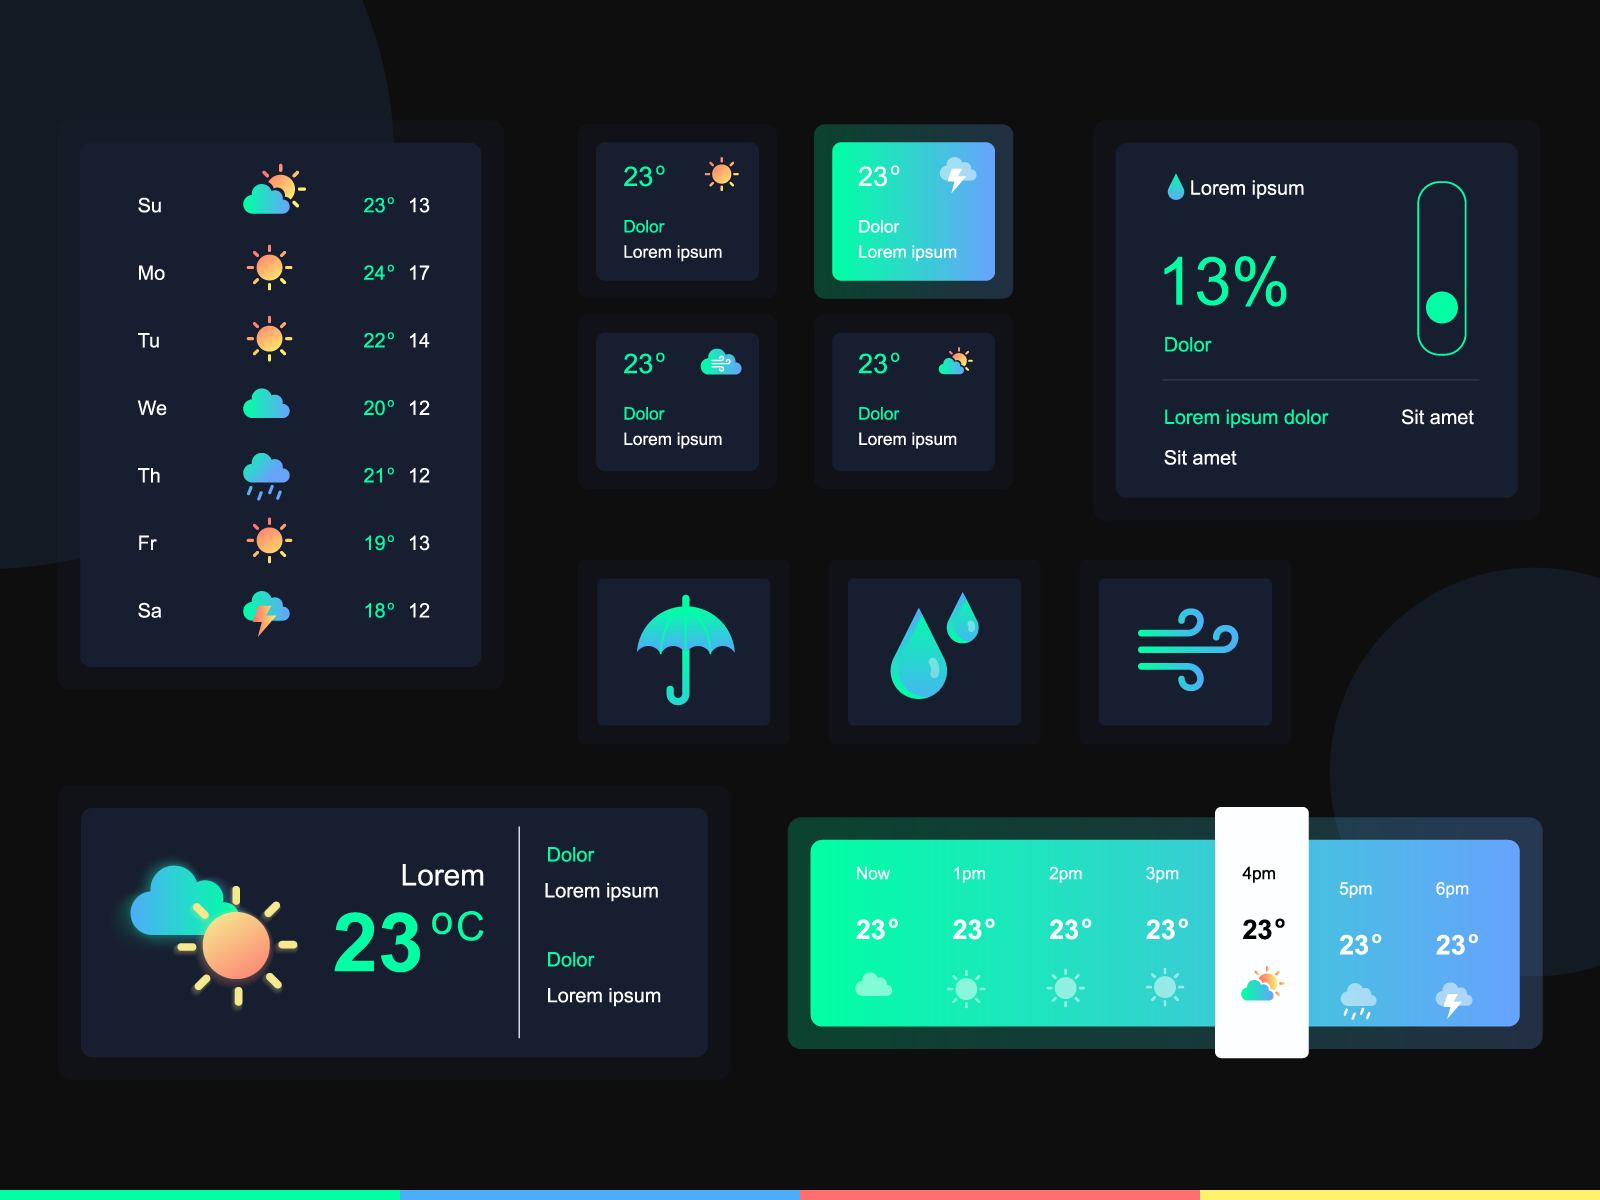 Su 23° 13
Mo 24° 17
Tu 22° 14
We 20° 12
Th 21° 12
Fr 19° 13
Sa 18° 12
23°
Dolor
Lorem ipsum
23°
Dolor
Lorem ipsum
23°
Dolor
Lorem ipsum
23°
Dolor
Lorem ipsum
Lorem ipsum
13%
Dolor
Lorem ipsum dolor Sit amet
Sit amet
Lorem
23°C
Dolor
Lorem ipsum
Dolor
Lorem ipsum
Now 1pm 2pm 3pm 4pm 5pm 6pm
23° 23° 23° 23° 23° 23° 23°